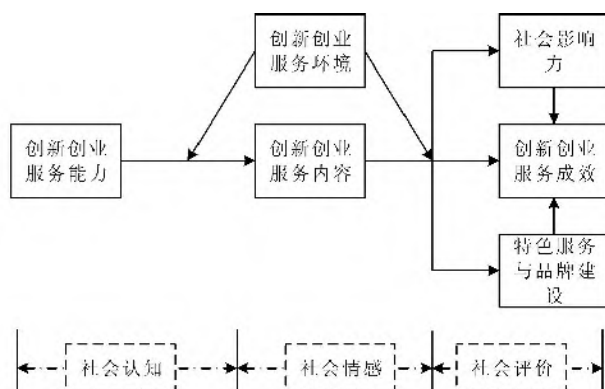 创新创业
服务环境
社会影响
力
创新创业
服务能力
创新创业
服务内容
创新创业
服务成效
特色服务
与品牌建
设
社会认知
社会情感
社会评价